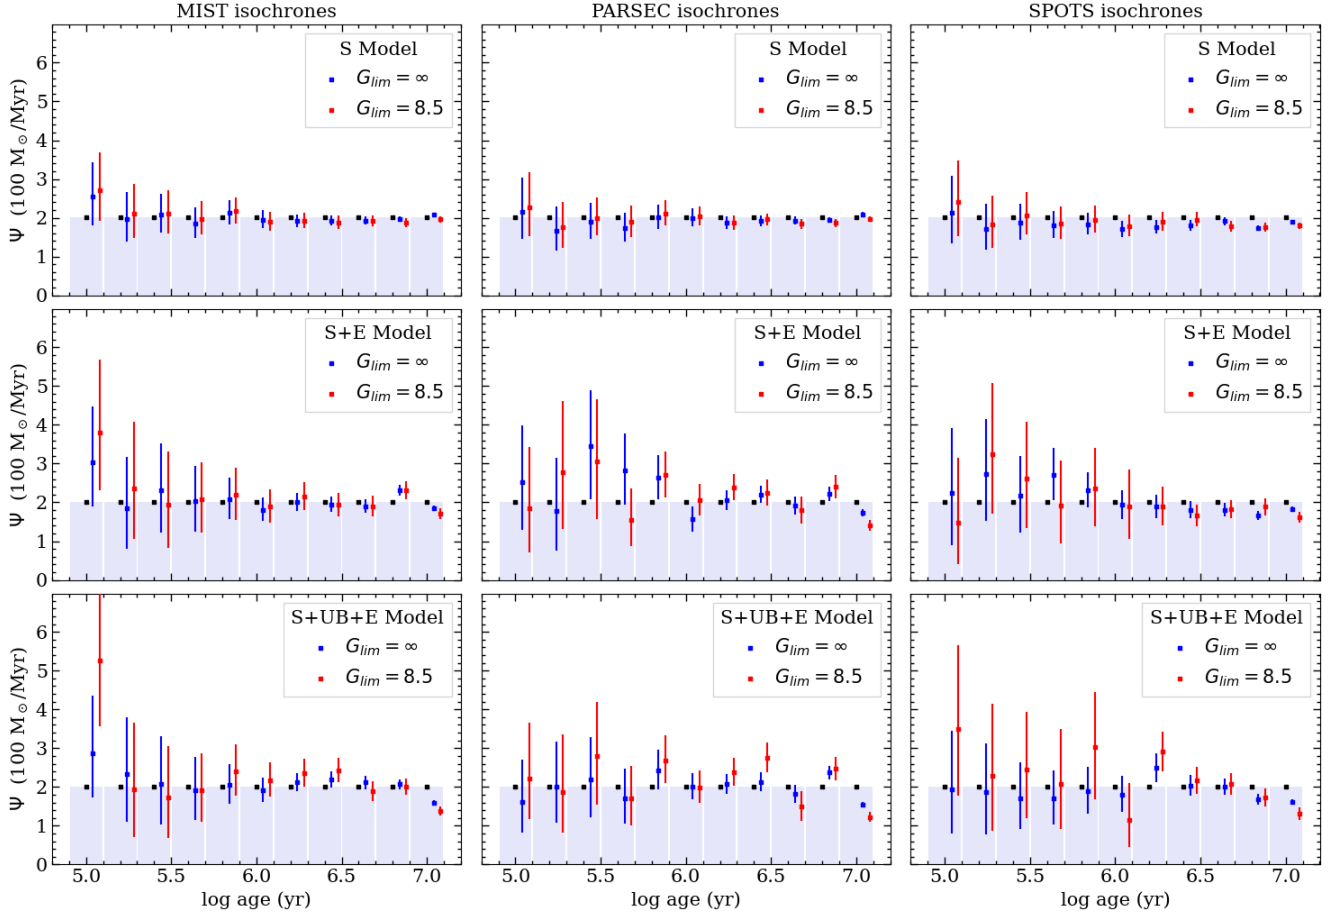 MIST isochrones
PARSEC isochrones
SPOTS isochrones
Ψ (100 M⊙/Myr)
6
5
4
3
2
1
0
S Model
G_lim = ∞
G_lim = 8.5
S Model
G_lim = ∞
G_lim = 8.5
S Model
G_lim = ∞
G_lim = 8.5
Ψ (100 M⊙/Myr)
6
5
4
3
2
1
0
S+E Model
G_lim = ∞
G_lim = 8.5
S+E Model
G_lim = ∞
G_lim = 8.5
S+E Model
G_lim = ∞
G_lim = 8.5
Ψ (100 M⊙/Myr)
6
5
4
3
2
1
0
S+UB+E Model
G_lim = ∞
G_lim = 8.5
S+UB+E Model
G_lim = ∞
G_lim = 8.5
S+UB+E Model
G_lim = ∞
G_lim = 8.5
5.0 5.5 6.0 6.5 7.0
5.0 5.5 6.0 6.5 7.0
5.0 5.5 6.0 6.5 7.0
log age (yr)
log age (yr)
log age (yr)